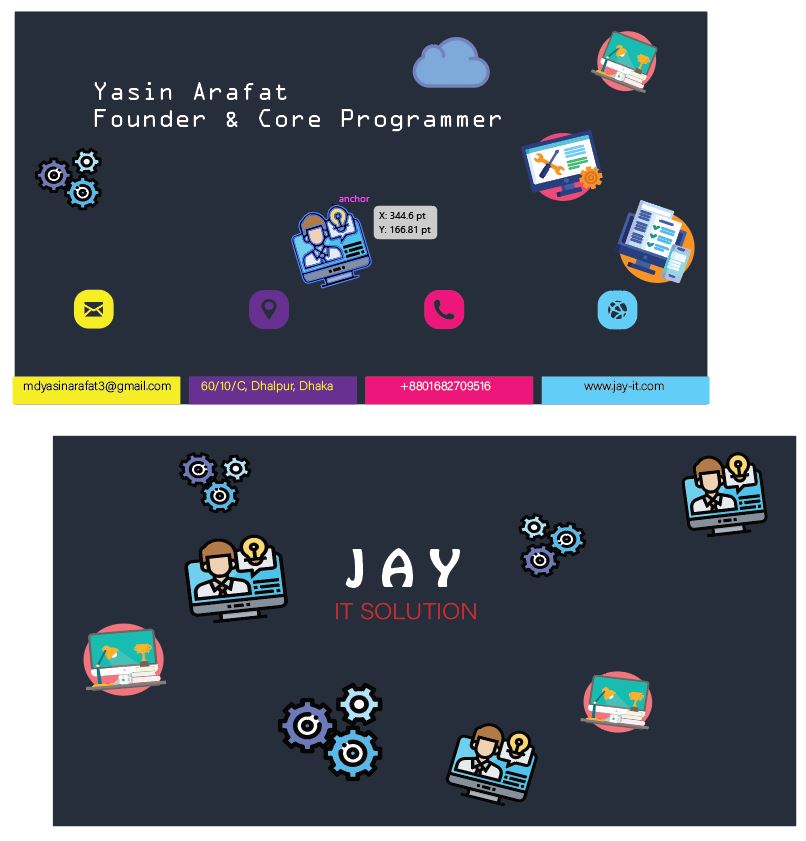 Yasin Arafat
Founder & Core Programmer
anchor
X: 344.6 pt
Y: 166.81 pt
mdyasinarafat3@gmail.com
60/10/C, Dhalpur, Dhaka
+8801682709516
www.jay-it.com
JAY
IT SOLUTION